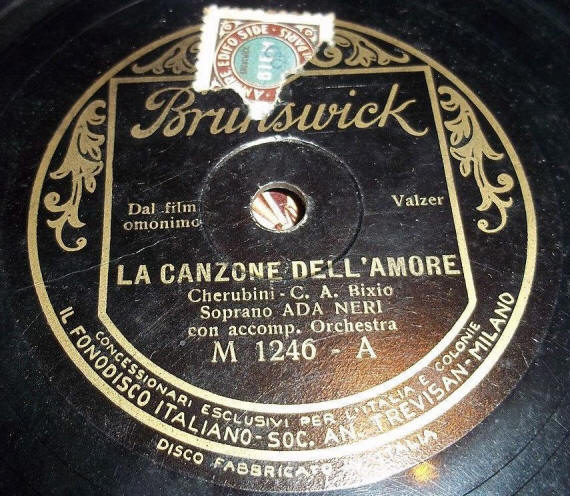 Brunswick
Dal film
omonimo
Valzer
LA CANZONE DELL'AMORE
Cherubini - C. A. Bixio
Soprano ADA NERI
con accomp. Orchestra
M 1246 - A
CONCESSIONARI ESCLUSIVI PER L'ITALIA E COLONIE
IL FONODISCO ITALIANO - SOC. AN. TREVISAN - MILANO
DISCO FABBRICATO